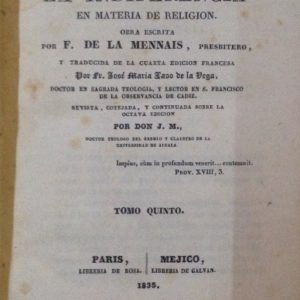 LA INDIFERENCIA
EN MATERIA DE RELIGION.
OBRA ESCRITA
POR F. DE LA MENNAIS, PRESBITERO,
Y TRADUCIDA DE LA CUARTA EDICION FRANCESA
Por Fr. José Maria Laso de la Vega,
DOCTOR EN SAGRADA TEOLOGIA, Y LECTOR EN S. FRANCISCO
DE LA OBSERVANCIA DE CADIZ.
REVISTA, COTEJADA, Y CONTINUADA SOBRE LA
OCTAVA EDICION
POR DON J. M.,
DOCTOR TEOLOGO DEL GREMIO Y CLAUSTRO DE LA
UNIVERSIDAD DE ALCALA
Impius, cùm in profundum venerit... contemnit.
PROV. XVIII, 3.
TOMO QUINTO.
PARIS, MEJICO,
LIBRERIA DE ROSA. LIBRERIA DE GALVAN.
1835.